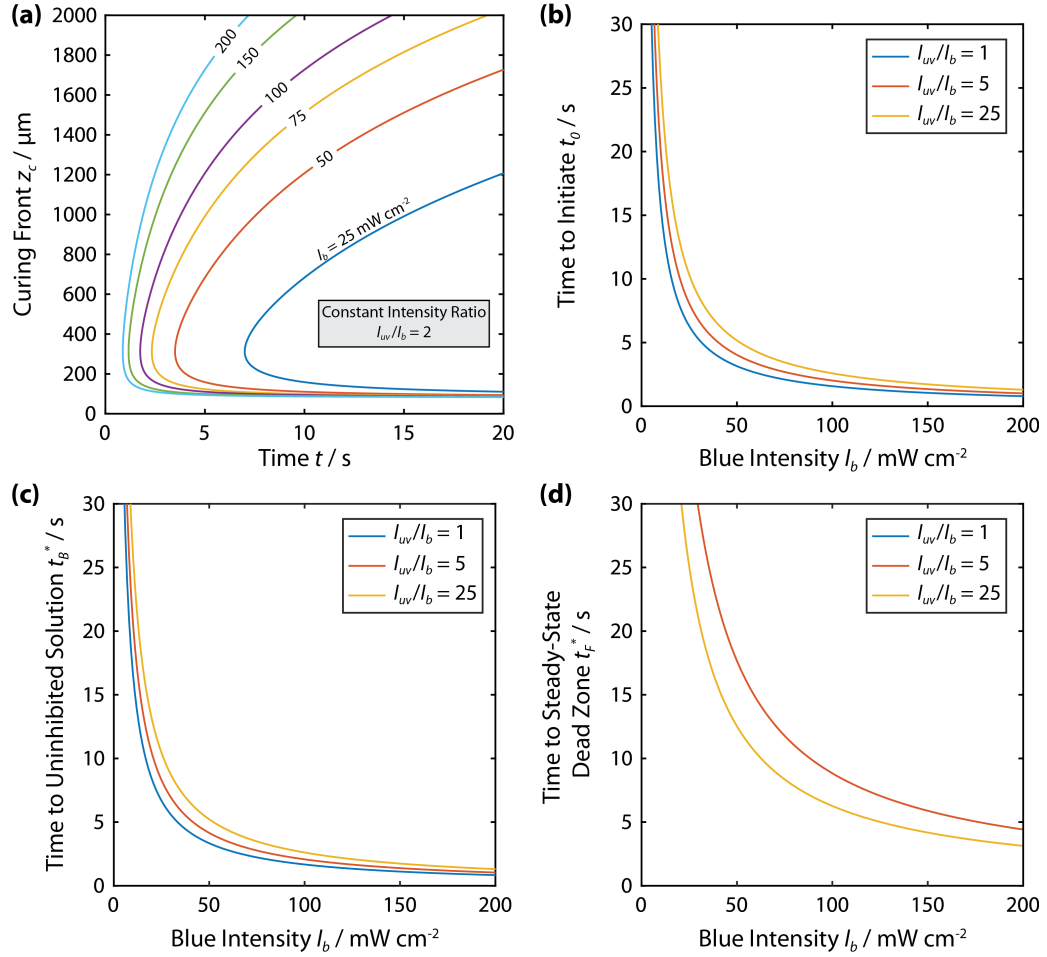 (a)
2000
1800
1600
1400
1200
1000
800
600
400
200
0
Curing Front z_c / μm
200
150
100
75
50
I_b = 25 mW cm⁻²
Constant Intensity Ratio
I_uv/I_b = 2
0 5 10 15 20
Time t / s
(b)
30
25
20
15
10
5
0
Time to Initiate t_0 / s
I_uv/I_b = 1
I_uv/I_b = 5
I_uv/I_b = 25
0 50 100 150 200
Blue Intensity I_b / mW cm⁻²
(c)
30
25
20
15
10
5
0
Time to Uninhibited Solution t_B* / s
I_uv/I_b = 1
I_uv/I_b = 5
I_uv/I_b = 25
0 50 100 150 200
Blue Intensity I_b / mW cm⁻²
(d)
30
25
20
15
10
5
0
Time to Steady-State
Dead Zone t_F* / s
I_uv/I_b = 1
I_uv/I_b = 5
I_uv/I_b = 25
0 50 100 150 200
Blue Intensity I_b / mW cm⁻²